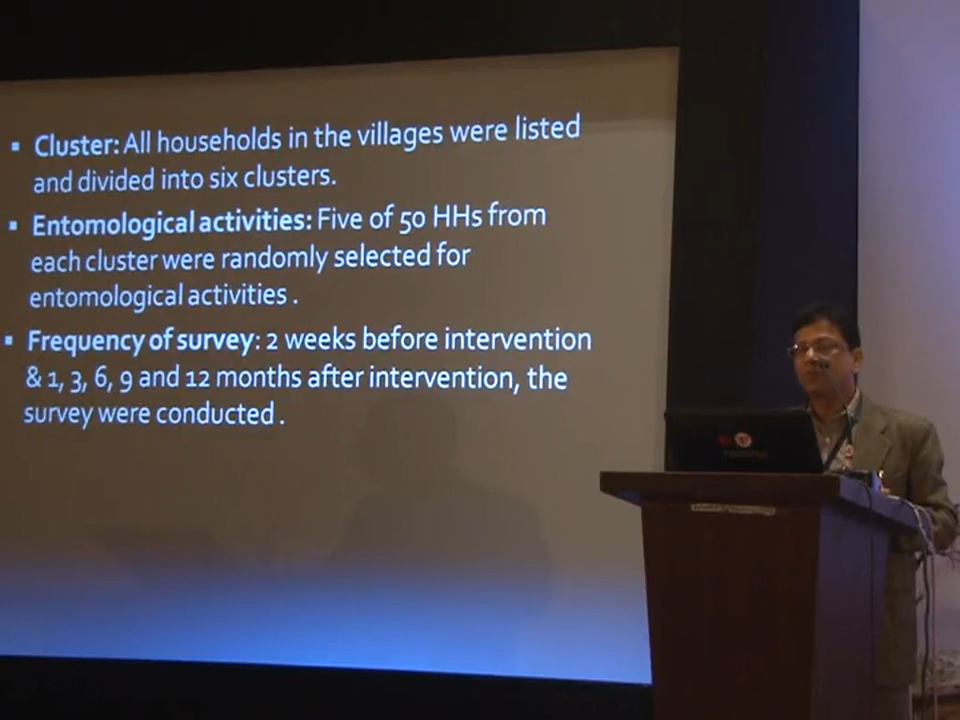 ▪ Cluster: All households in the villages were listed
and divided into six clusters.
▪ Entomological activities: Five of 50 HHs from
each cluster were randomly selected for
entomological activities .
▪ Frequency of survey: 2 weeks before intervention
& 1, 3, 6, 9 and 12 months after intervention, the
survey were conducted .